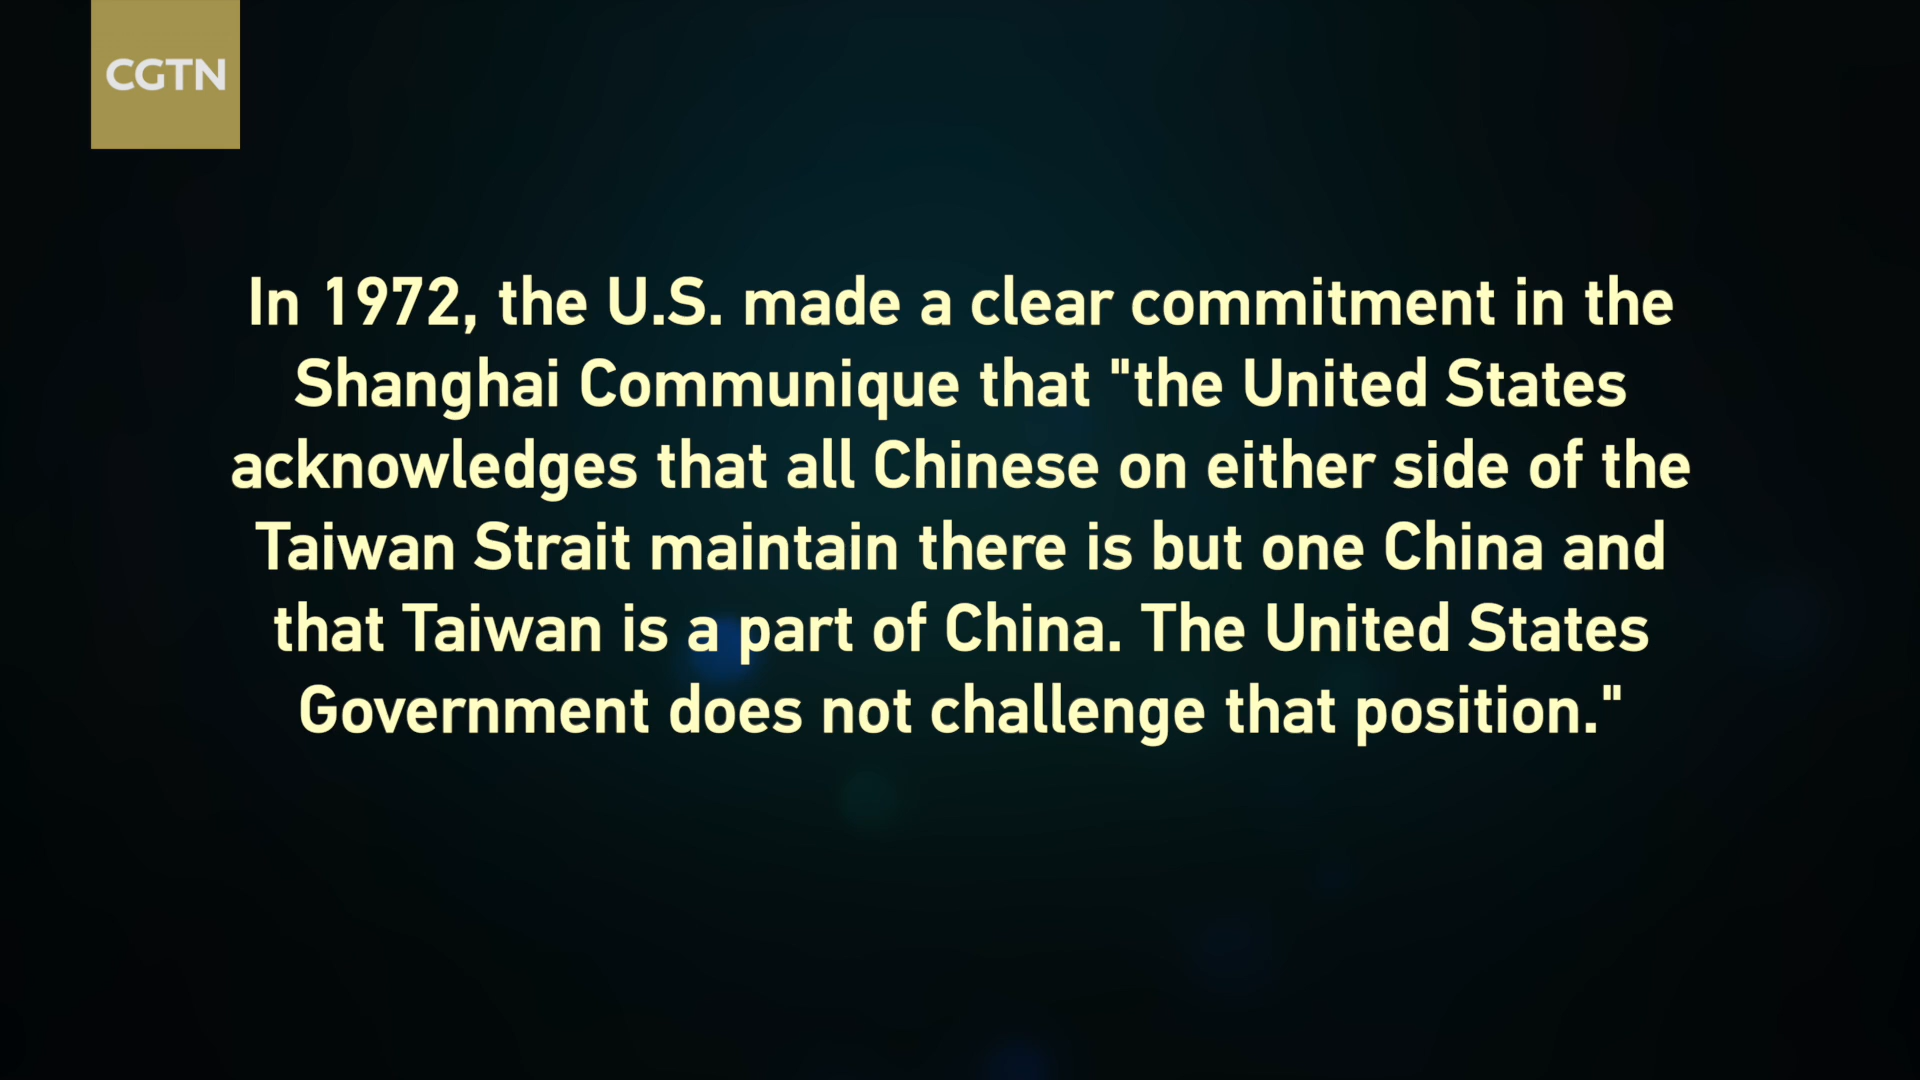 CGTN
In 1972, the U.S. made a clear commitment in the
Shanghai Communique that "the United States
acknowledges that all Chinese on either side of the
Taiwan Strait maintain there is but one China and
that Taiwan is a part of China. The United States
Government does not challenge that position."